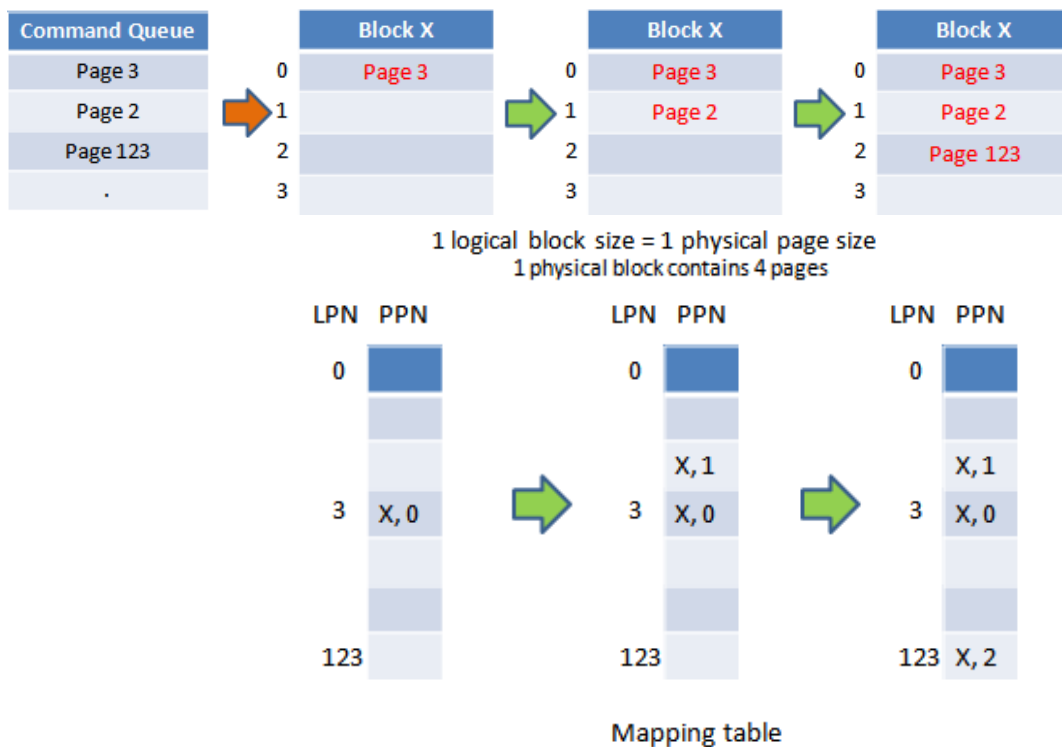 Command Queue
Page 3
Page 2
Page 123
.
Block X
0 Page 3
1
2
3
Block X
0 Page 3
1 Page 2
2
3
Block X
0 Page 3
1 Page 2
2 Page 123
3
1 logical block size = 1 physical page size
1 physical block contains 4 pages
LPN PPN
0
3 X, 0
123
LPN PPN
0
X, 1
3 X, 0
123
LPN PPN
0
X, 1
3 X, 0
123 X, 2
Mapping table